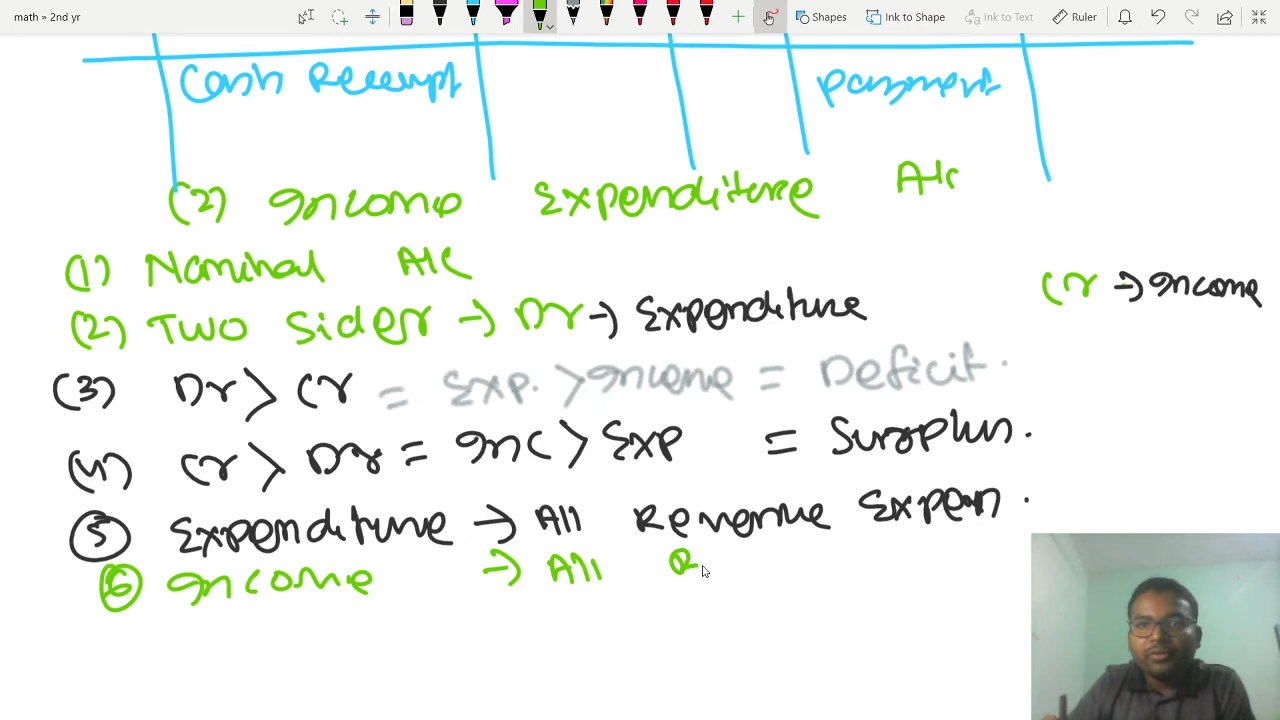 math » 2nd yr
Shapes Ink to Shape Ink to Text Ruler
Cash Receipt Payment
(2) Income Expenditure A/c
(1) Nominal A/c
(2) Two Sides → Dr → Expenditure Cr → Income
(3) Dr > Cr = Exp. > Income = Deficit.
(4) Cr > Dr = Inc > Exp = Surplus.
(5) Expenditure → All Revenue Expen.
(6) Income → All R